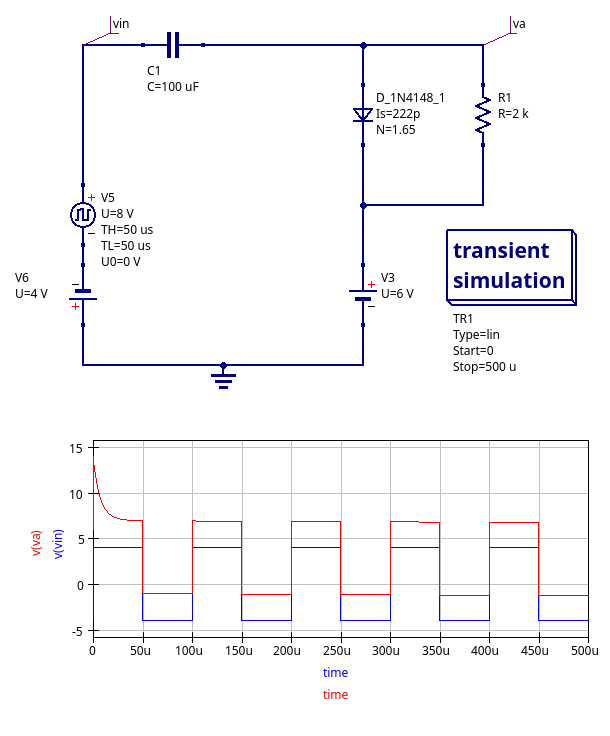 vin
va
C1
C=100 uF
D_1N4148_1
Is=222p
N=1.65
R1
R=2 k
+
V5
U=8 V
TH=50 us
TL=50 us
U0=0 V
−
V6
U=4 V
−
+
V3
U=6 V
+
−
transient
simulation
TR1
Type=lin
Start=0
Stop=500 u
15
10
5
0
-5
v(va)
v(vin)
0
50u
100u
150u
200u
250u
300u
350u
400u
450u
500u
time
time